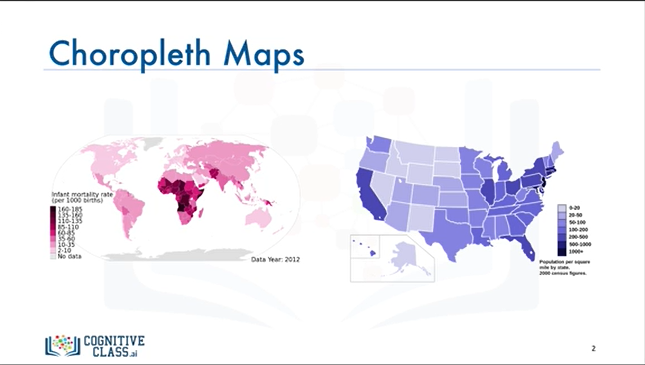 Choropleth Maps
Infant mortality rate
(per 1000 births)
160-185
135-160
110-135
85-110
60-85
35-60
10-35
2-10
No data
Data Year: 2012
0-20
20-50
50-100
100-200
200-500
500-1000
1000+
Population per square
mile by state.
2000 census figures.
COGNITIVE
CLASS.ai
2